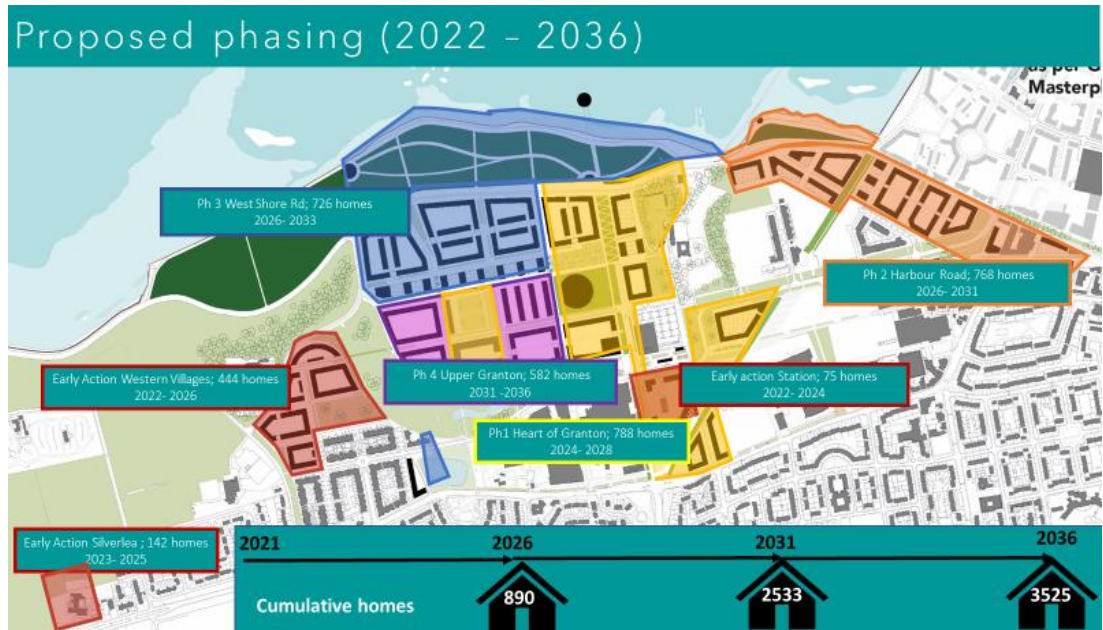 Proposed phasing (2022 – 2036)
Masterpl
Ph 3 West Shore Rd; 726 homes
2026- 2033
Ph 2 Harbour Road; 768 homes
2026- 2031
Early Action Western Villages; 444 homes
2022- 2026
Ph 4 Upper Granton; 582 homes
2031 -2036
Early action Station; 75 homes
2022- 2024
Ph1 Heart of Granton; 788 homes
2024- 2028
Early Action Silverlea ; 142 homes
2023- 2025
2021 2026 2031 2036
Cumulative homes 890 2533 3525